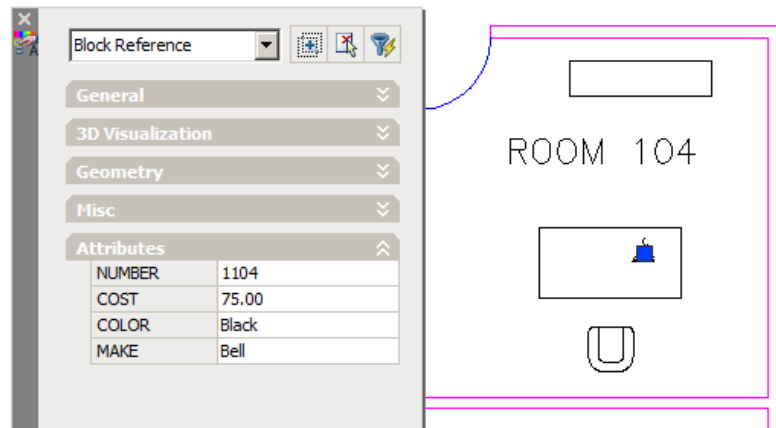 Block Reference
General
3D Visualization
Geometry
Misc
Attributes
NUMBER 1104
COST 75.00
COLOR Black
MAKE Bell
ROOM 104